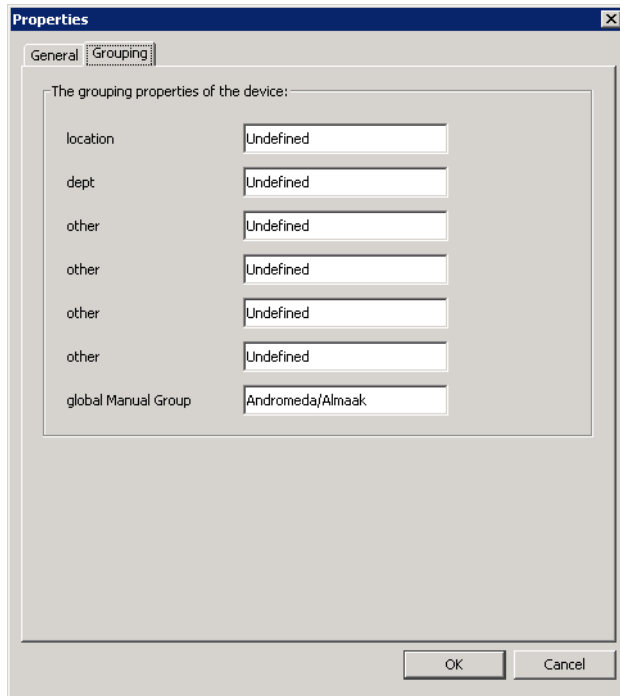 Properties
General Grouping
The grouping properties of the device:
location Undefined
dept Undefined
other Undefined
other Undefined
other Undefined
other Undefined
global Manual Group Andromeda/Almaak
OK Cancel